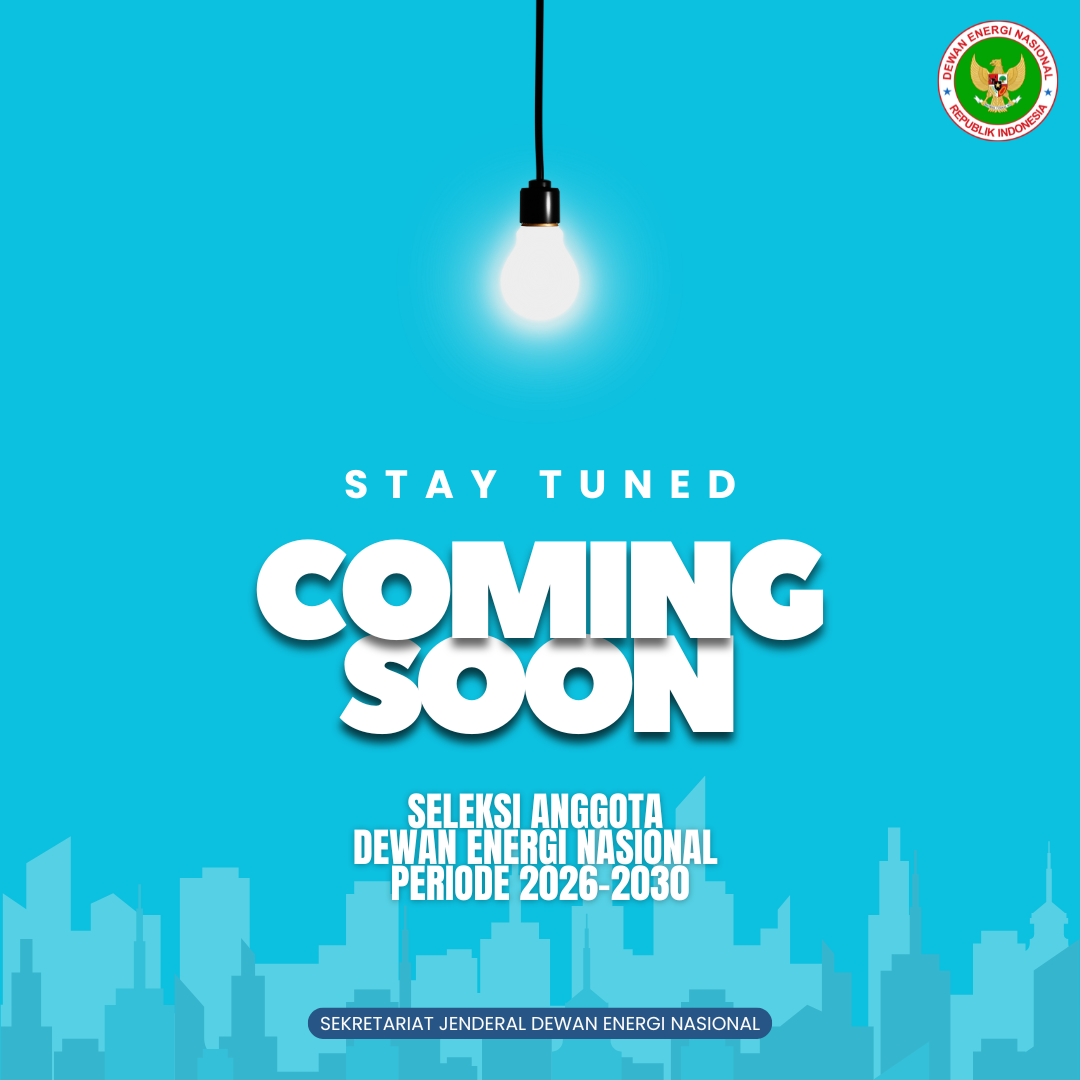 DEWAN ENERGI NASIONAL
REPUBLIK INDONESIA
STAY TUNED
COMING
SOON
SELEKSI ANGGOTA
DEWAN ENERGI NASIONAL
PERIODE 2026-2030
SEKRETARIAT JENDERAL DEWAN ENERGI NASIONAL